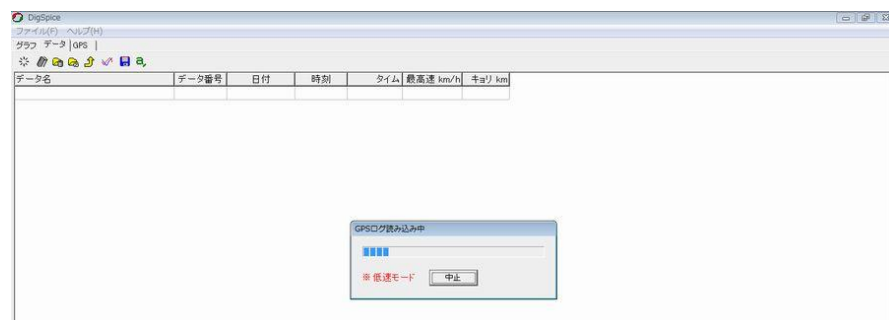 DigSpice
ファイル(F) ヘルプ(H)
グラフ データ GPS
データ名 データ番号 日付 時刻 タイム 最高速 km/h キョリ km
GPSログ読み込み中
※ 低速モード 中止